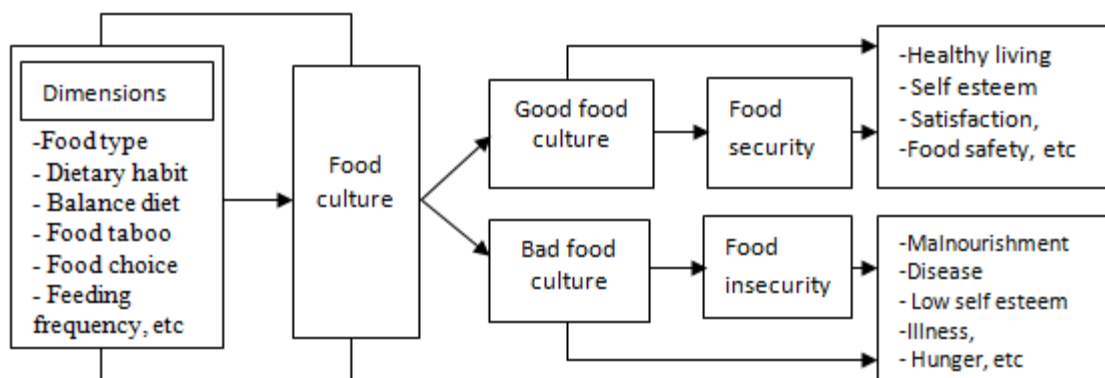 Dimensions
-Food type
- Dietary habit
- Balance diet
- Food taboo
- Food choice
- Feeding
frequency, etc
Food
culture
Good food
culture
Food
security
-Healthy living
- Self esteem
- Satisfaction,
-Food safety, etc
Bad food
culture
Food
insecurity
-Malnourishment
-Disease
- Low self esteem
-Illness,
- Hunger, etc